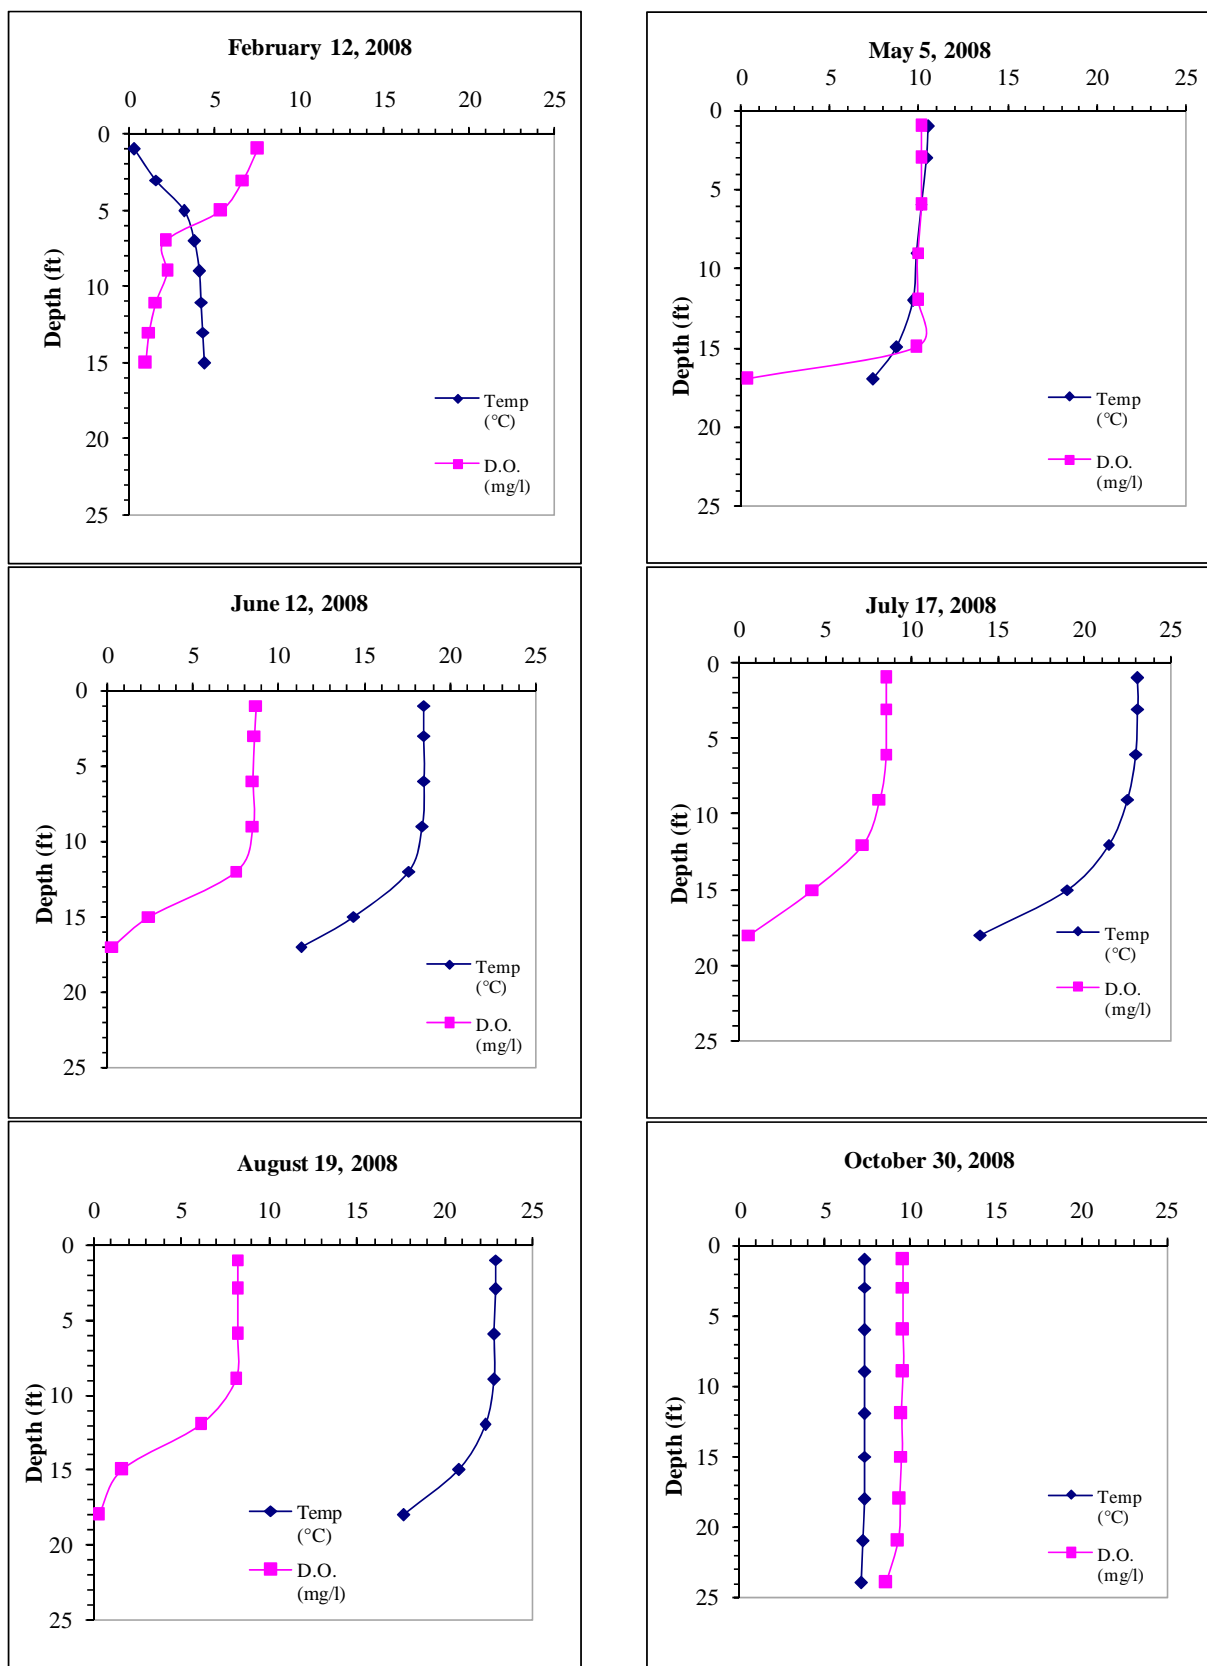 February 12, 2008
0 5 10 15 20 25
0
5
10
15
20
25
Depth (ft)
Temp
(°C)
D.O.
(mg/l)
May 5, 2008
0 5 10 15 20 25
0
5
10
15
20
25
Depth (ft)
Temp
(°C)
D.O.
(mg/l)
June 12, 2008
0 5 10 15 20 25
0
5
10
15
20
25
Depth (ft)
Temp
(°C)
D.O.
(mg/l)
July 17, 2008
0 5 10 15 20 25
0
5
10
15
20
25
Depth (ft)
Temp
(°C)
D.O.
(mg/l)
August 19, 2008
0 5 10 15 20 25
0
5
10
15
20
25
Depth (ft)
Temp
(°C)
D.O.
(mg/l)
October 30, 2008
0 5 10 15 20 25
0
5
10
15
20
25
Depth (ft)
Temp
(°C)
D.O.
(mg/l)